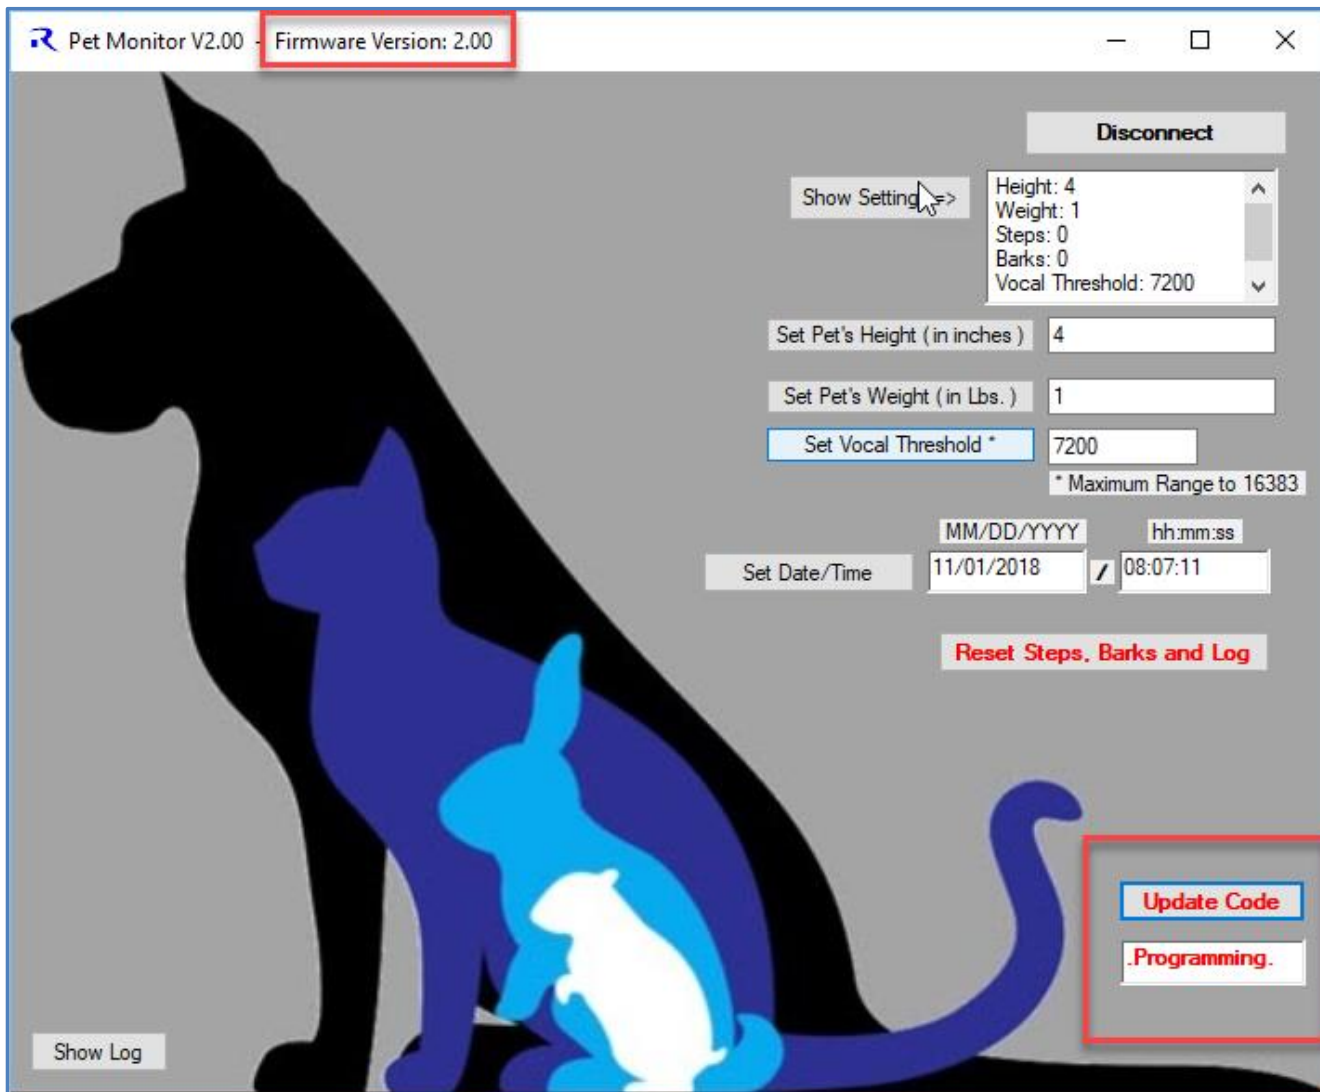 Pet Monitor V2.00 - Firmware Version: 2.00
Disconnect
Show Setting =>
Height: 4
Weight: 1
Steps: 0
Barks: 0
Vocal Threshold: 7200
Set Pet's Height ( in inches )
4
Set Pet's Weight ( in Lbs. )
1
Set Vocal Threshold *
7200
* Maximum Range to 16383
MM/DD/YYYY
hh:mm:ss
Set Date/Time
11/01/2018
/
08:07:11
Reset Steps, Barks and Log
Update Code
.Programming.
Show Log